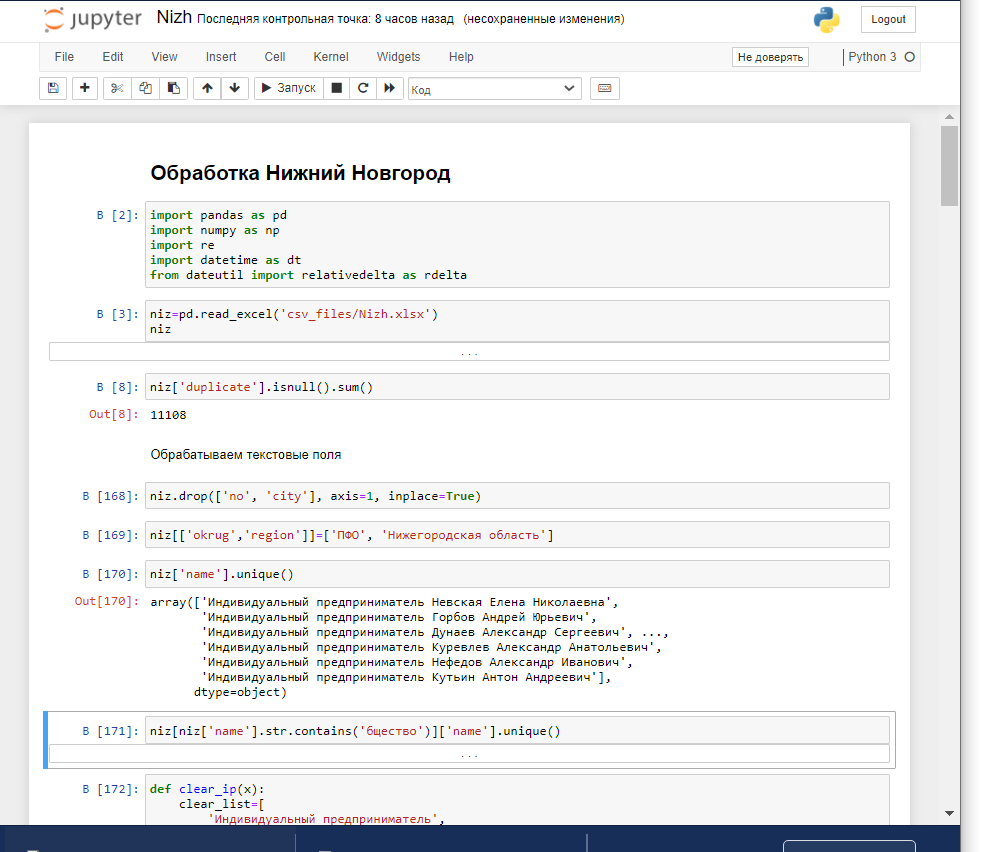 jupyter Nizh Последняя контрольная точка: 8 часов назад (несохраненные изменения) Logout
File Edit View Insert Cell Kernel Widgets Help Не доверять Python 3
Запуск Код
Обработка Нижний Новгород
В [2]: import pandas as pd
import numpy as np
import re
import datetime as dt
from dateutil import relativedelta as rdelta
В [3]: niz=pd.read_excel('csv_files/Nizh.xlsx')
niz
...
В [8]: niz['duplicate'].isnull().sum()
Out[8]: 11108
Обрабатываем текстовые поля
В [168]: niz.drop(['no', 'city'], axis=1, inplace=True)
В [169]: niz[['okrug','region']]=['ПФО', 'Нижегородская область']
В [170]: niz['name'].unique()
Out[170]: array(['Индивидуальный предприниматель Невская Елена Николаевна',
'Индивидуальный предприниматель Горбов Андрей Юрьевич',
'Индивидуальный предприниматель Дунаев Александр Сергеевич', ...,
'Индивидуальный предприниматель Куревлев Александр Анатольевич',
'Индивидуальный предприниматель Нефедов Александр Иванович',
'Индивидуальный предприниматель Кутьин Антон Андреевич'],
dtype=object)
В [171]: niz[niz['name'].str.contains('бщество')]['name'].unique()
...
В [172]: def clear_ip(x):
clear_list=[
'Индивидуальный предприниматель',